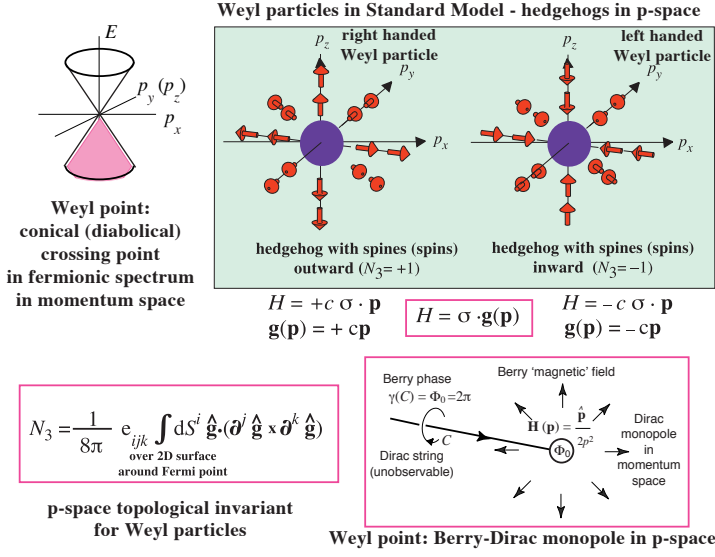 Weyl particles in Standard Model - hedgehogs in p-space
E
p_y (p_z)
p_x
Weyl point:
conical (diabolical)
crossing point
in fermionic spectrum
in momentum space
right handed
Weyl particle
p_z
p_y
p_x
hedgehog with spines (spins)
outward (N_3 = +1)
left handed
Weyl particle
p_z
p_y
p_x
hedgehog with spines (spins)
inward (N_3 = −1)
H = +c σ · p
g(p) = + cp
H = σ ·g(p)
H = – c σ · p
g(p) = – cp
N_3 = 1/8π e_ijk ∫ dS^i ĝ·(∂^j ĝ x ∂^k ĝ)
over 2D surface
around Fermi point
p-space topological invariant
for Weyl particles
Berry phase
γ(C) = Φ_0 = 2π
C
Dirac string
(unobservable)
Berry ‘magnetic’ field
H (p) = p̂/2p²
Φ_0
Dirac
monopole
in
momentum
space
Weyl point: Berry-Dirac monopole in p-space